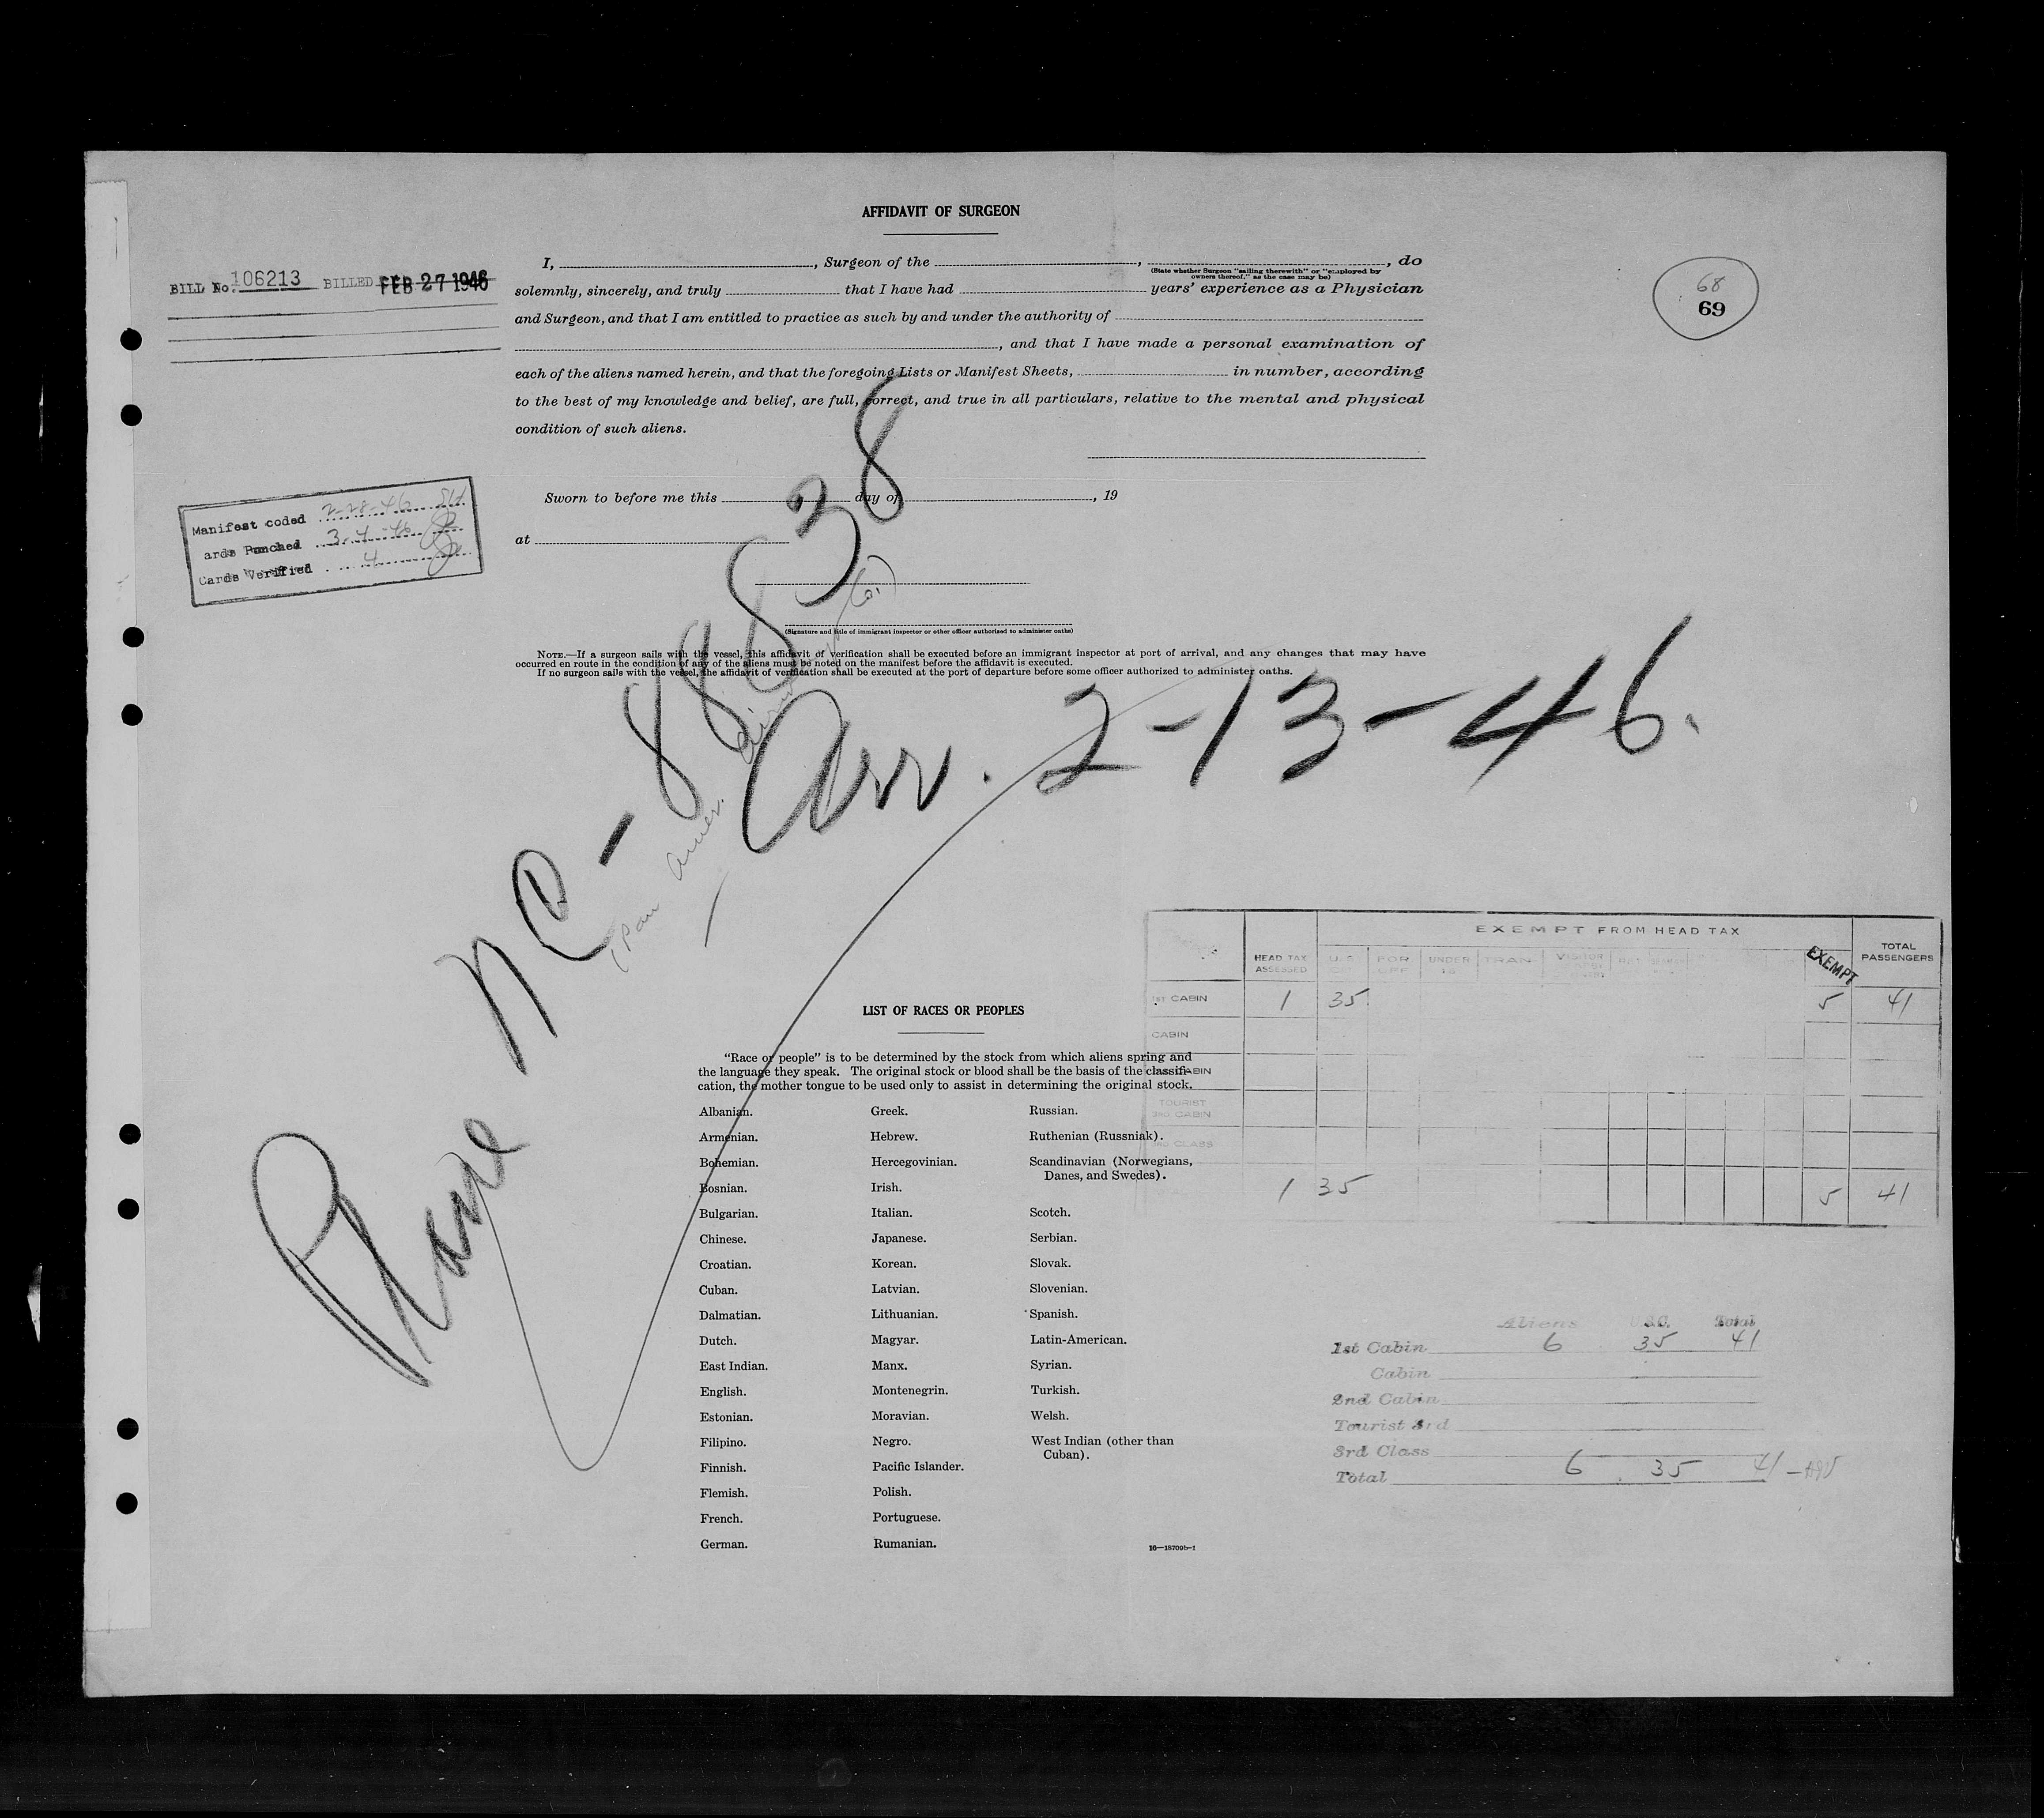 AFFIDAVIT OF SURGEON
BILL No. 106213 BILLED FEB 27 1946
68
69
I, , Surgeon of the , , do
(State whether Surgeon "sailing therewith" or "employed by
owners thereof," as the case may be)
solemnly, sincerely, and truly that I have had years' experience as a Physician
and Surgeon, and that I am entitled to practice as such by and under the authority of
, and that I have made a personal examination of
each of the aliens named herein, and that the foregoing Lists or Manifest Sheets, in number, according
to the best of my knowledge and belief, are full, correct, and true in all particulars, relative to the mental and physical
condition of such aliens.
Manifest coded 2-28-46
ards Punched 3-4-46
Cards Verified 4
Sworn to before me this day of , 19
at
(Signature and title of immigrant inspector or other officer authorized to administer oaths)
NOTE.—If a surgeon sails with the vessel, this affidavit of verification shall be executed before an immigrant inspector at port of arrival, and any changes that may have
occurred en route in the condition of any of the aliens must be noted on the manifest before the affidavit is executed.
If no surgeon sails with the vessel, the affidavit of verification shall be executed at the port of departure before some officer authorized to administer oaths.
Plane NC-88838
(Pan Amer.
Arr. 2-13-46.
EXEMPT FROM HEAD TAX
HEAD TAX
ASSESSED
U.S.
FOR
UNDER
16
TRAN
EXEMPT
TOTAL
PASSENGERS
1ST CABIN 1 35 5 41
CABIN
CABIN
TOURIST
3RD CABIN
CLASS
1 35 5 41
LIST OF RACES OR PEOPLES
"Race or people" is to be determined by the stock from which aliens spring and
the language they speak. The original stock or blood shall be the basis of the classifi-
cation, the mother tongue to be used only to assist in determining the original stock.
Albanian.
Armenian.
Bohemian.
Bosnian.
Bulgarian.
Chinese.
Croatian.
Cuban.
Dalmatian.
Dutch.
East Indian.
English.
Estonian.
Filipino.
Finnish.
Flemish.
French.
German.
Greek.
Hebrew.
Hercegovinian.
Irish.
Italian.
Japanese.
Korean.
Latvian.
Lithuanian.
Magyar.
Manx.
Montenegrin.
Moravian.
Negro.
Pacific Islander.
Polish.
Portuguese.
Rumanian.
Russian.
Ruthenian (Russniak).
Scandinavian (Norwegians,
Danes, and Swedes).
Scotch.
Serbian.
Slovak.
Slovenian.
Spanish.
Latin-American.
Syrian.
Turkish.
Welsh.
West Indian (other than
Cuban).
16—18700b-1
Aliens U.S.C. Total
1st Cabin 6 35 41
Cabin
2nd Cabin
Tourist 3rd
3rd Class
Total 6 35 41